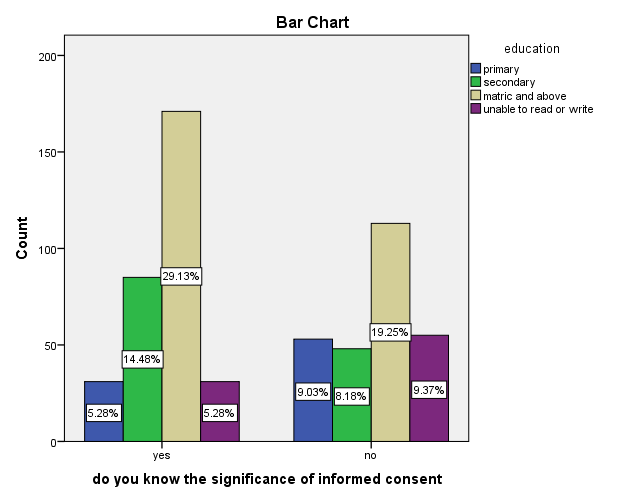 Bar Chart
education
primary
secondary
matric and above
unable to read or write
200
150
100
50
0
Count
29.13%
14.48%
5.28%
5.28%
19.25%
9.03%
8.18%
9.37%
yes
no
do you know the significance of informed consent